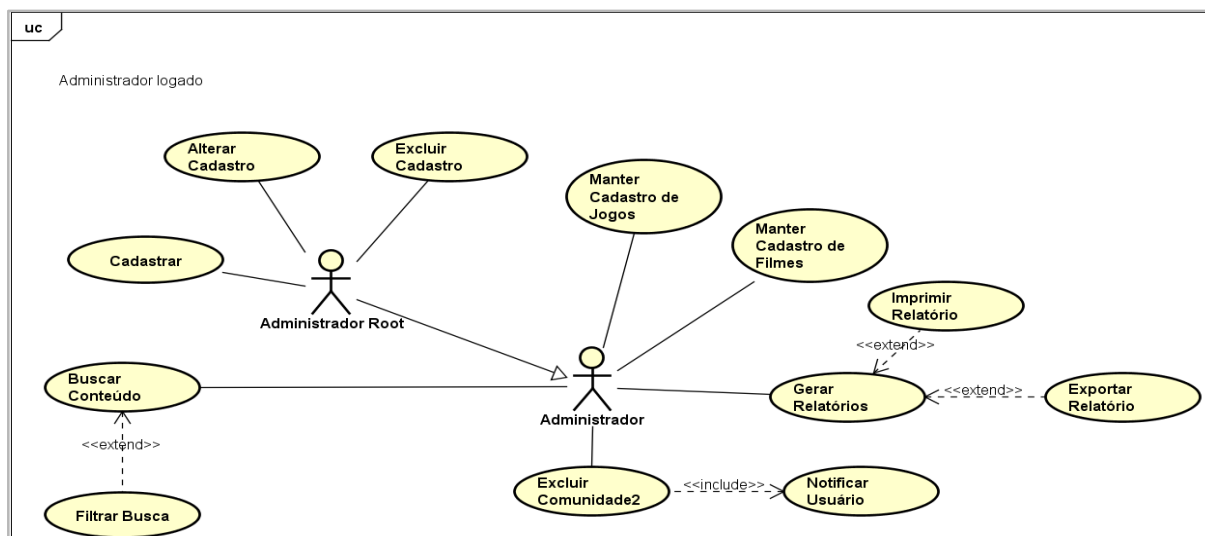 uc
Administrador logado
Alterar
Cadastro
Excluir
Cadastro
Manter
Cadastro de
Jogos
Manter
Cadastro de
Filmes
Cadastrar
Administrador Root
Imprimir
Relatório
<<extend>>
Buscar
Conteúdo
Administrador
Gerar
Relatórios
<<extend>>
Exportar
Relatório
<<extend>>
Filtrar Busca
Excluir
Comunidade2
<<include>>
Notificar
Usuário